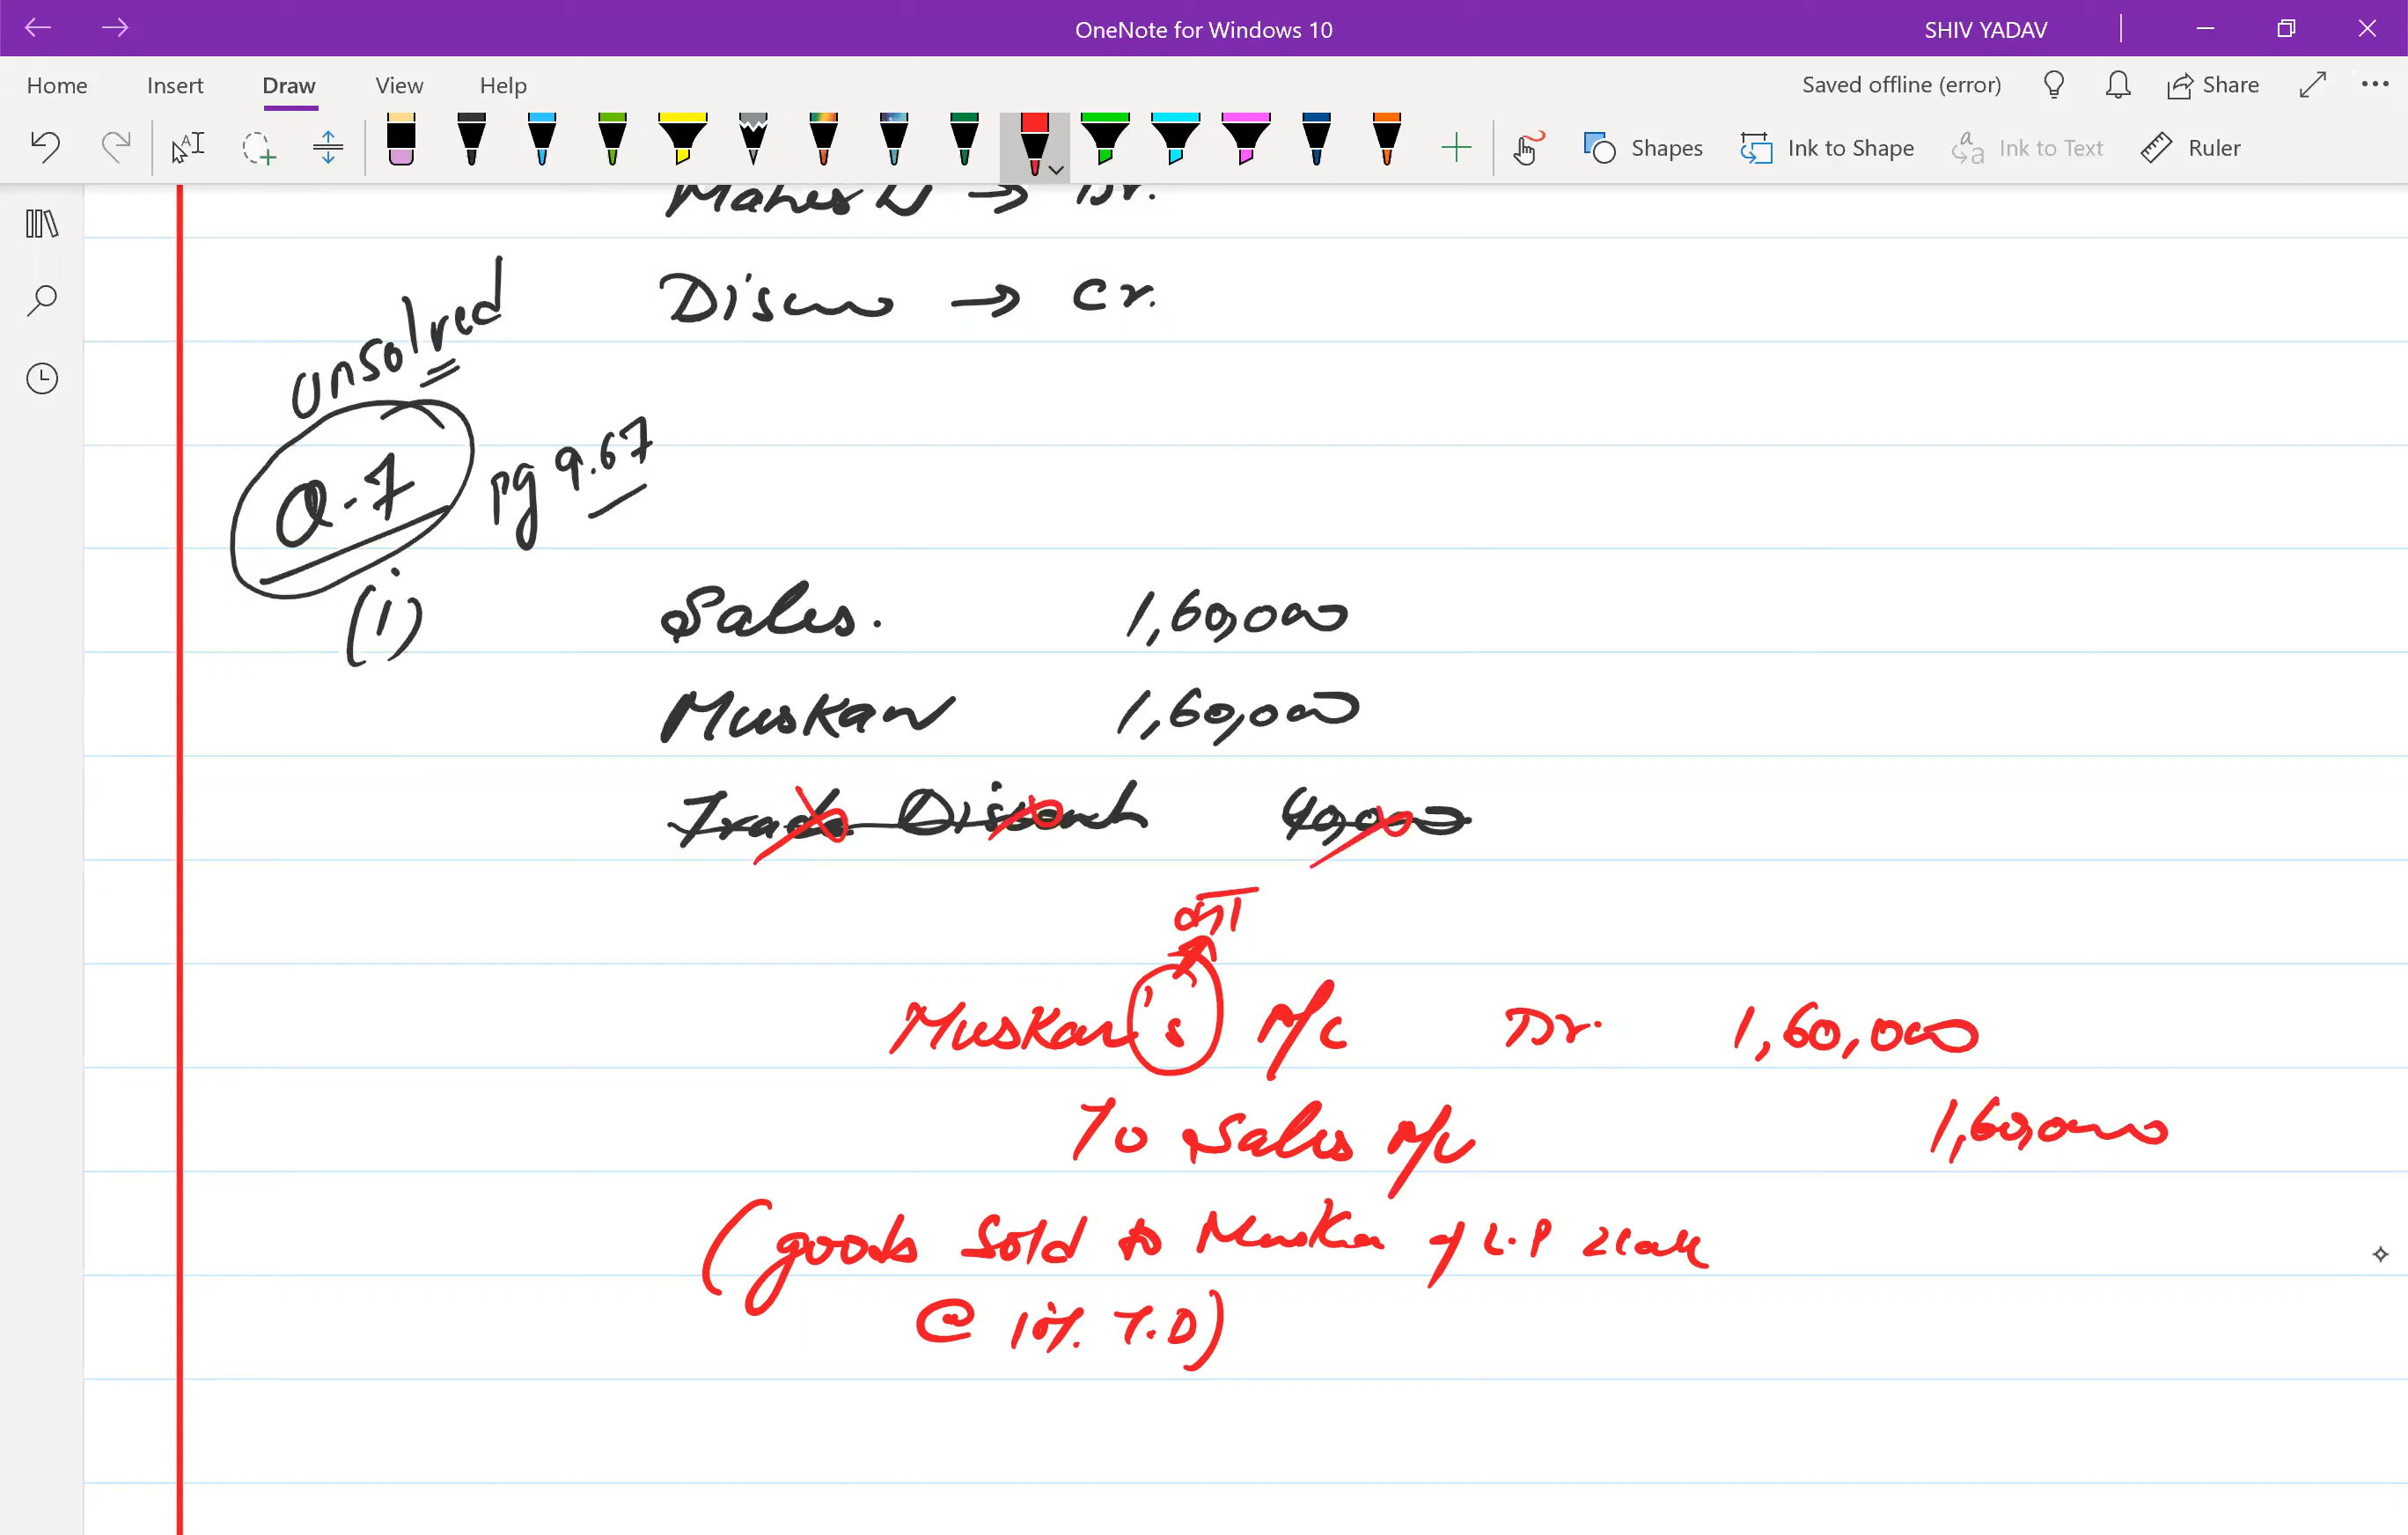 OneNote for Windows 10
SHIV YADAV
Home Insert Draw View Help
Saved offline (error) Share
Shapes Ink to Shape Ink to Text Ruler
Mahesh → Dr.
→ Cr.
Unsolved
Q-7 pg 9.67
(i)
Sales. 1,60,000
Muskan 1,60,000
Trade Discount 40,000
का
Muskan's A/c Dr. 1,60,000
To Sales A/c 1,60,000
(goods sold to Muskan of L.P 2
@ 10% T.D)